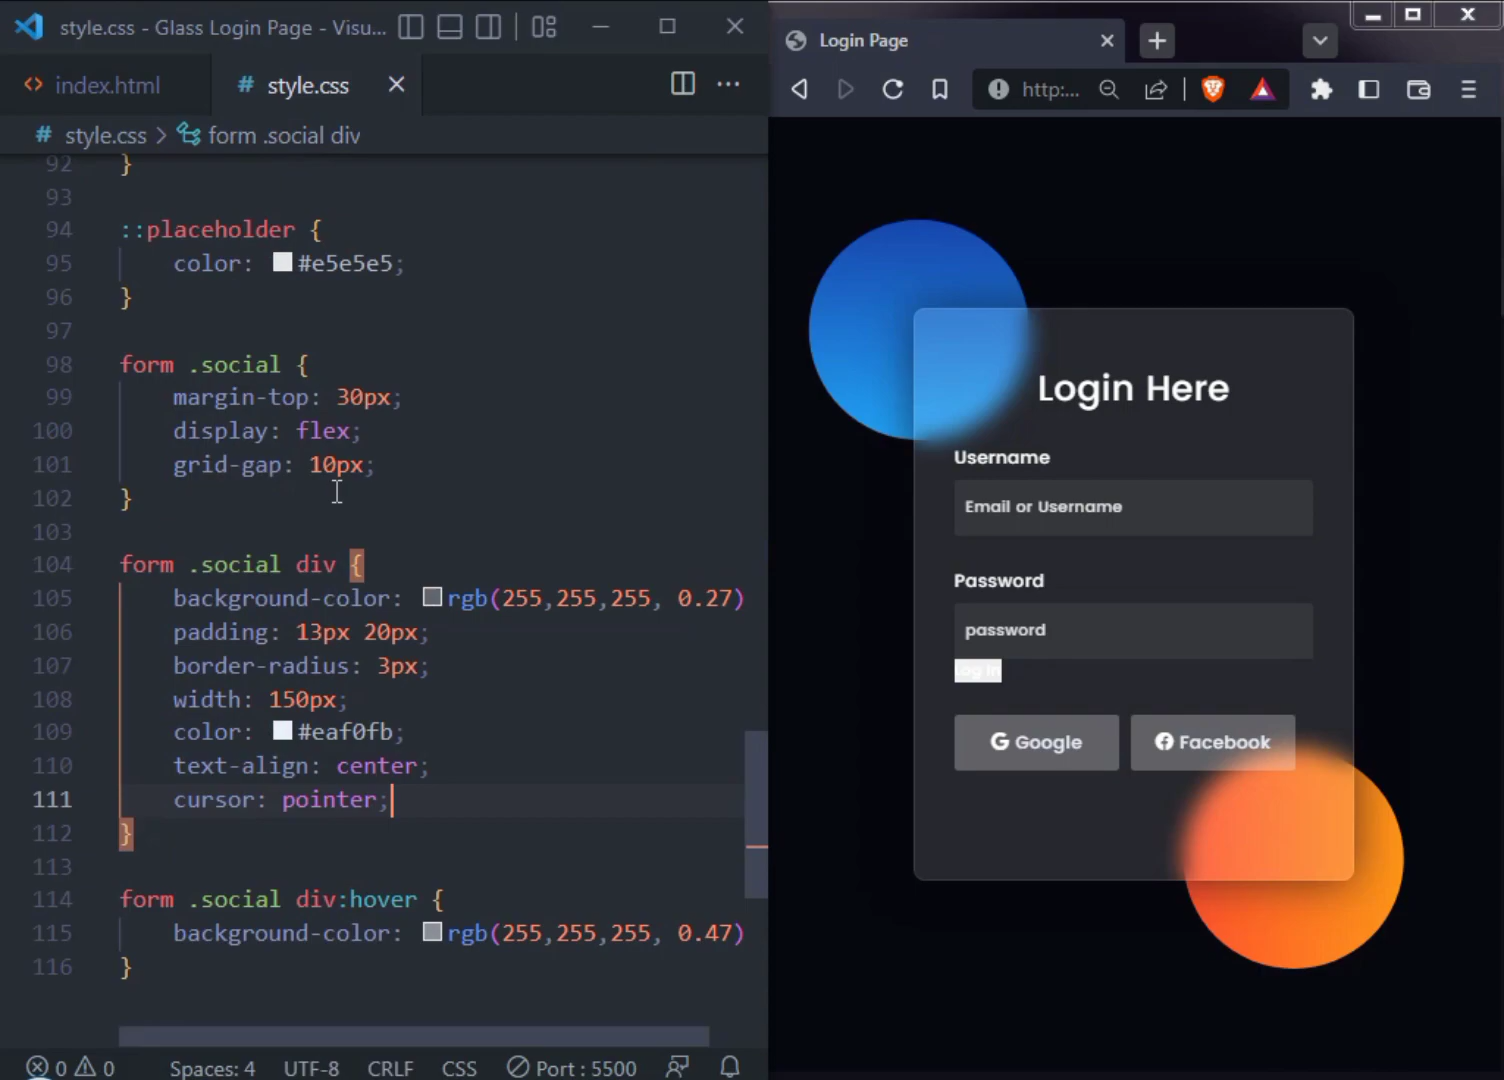 style.css - Glass Login Page - Visu...
index.html
# style.css
...
# style.css > form .social div
92 }
93
94 ::placeholder {
95 color: #e5e5e5;
96 }
97
98 form .social {
99 margin-top: 30px;
100 display: flex;
101 grid-gap: 10px;
102 }
103
104 form .social div {
105 background-color: rgb(255,255,255, 0.27)
106 padding: 13px 20px;
107 border-radius: 3px;
108 width: 150px;
109 color: #eaf0fb;
110 text-align: center;
111 cursor: pointer;
112 }
113
114 form .social div:hover {
115 background-color: rgb(255,255,255, 0.47)
116 }
0 0 Spaces: 4 UTF-8 CRLF CSS Port : 5500
Login Page
http:...
Login Here
Username
Email or Username
Password
password
Log In
Google
Facebook